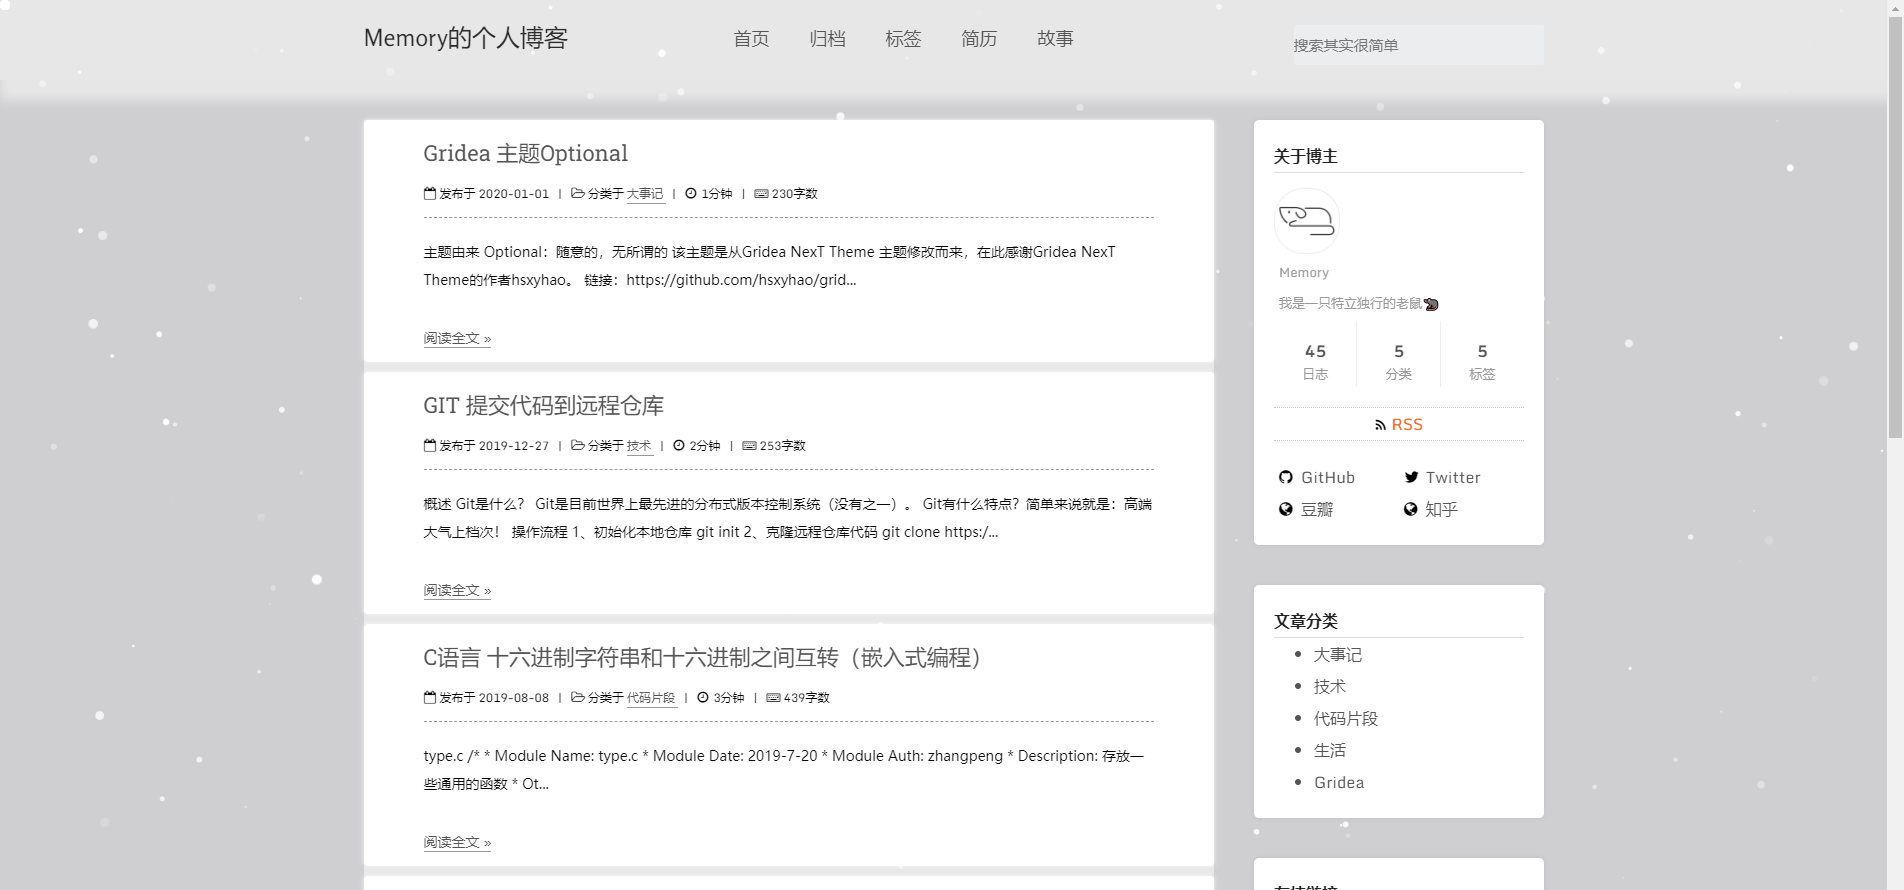 Memory的个人博客
首页 归档 标签 简历 故事
搜索其实很简单
Gridea 主题Optional
发布于 2020-01-01 | 分类于 大事记 | 1分钟 | 230字数
主题由来 Optional：随意的，无所谓的 该主题是从Gridea NexT Theme 主题修改而来，在此感谢Gridea NexT
Theme的作者hsxyhao。 链接：https://github.com/hsxyhao/grid...
阅读全文 »
GIT 提交代码到远程仓库
发布于 2019-12-27 | 分类于 技术 | 2分钟 | 253字数
概述 Git是什么？ Git是目前世界上最先进的分布式版本控制系统（没有之一）。 Git有什么特点？简单来说就是：高端
大气上档次！ 操作流程 1、初始化本地仓库 git init 2、克隆远程仓库代码 git clone https:/...
阅读全文 »
C语言 十六进制字符串和十六进制之间互转（嵌入式编程）
发布于 2019-08-08 | 分类于 代码片段 | 3分钟 | 439字数
type.c /* * Module Name: type.c * Module Date: 2019-7-20 * Module Auth: zhangpeng * Description: 存放一
些通用的函数 * Ot...
阅读全文 »
关于博主
Memory
我是一只特立独行的老鼠🐀
45 5 5
日志 分类 标签
RSS
GitHub Twitter
豆瓣 知乎
文章分类
大事记
技术
代码片段
生活
Gridea